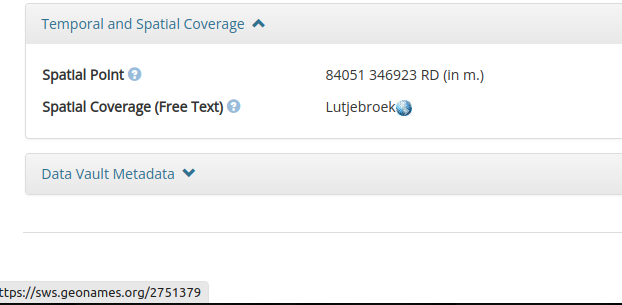 Temporal and Spatial Coverage
Spatial Point ? 84051 346923 RD (in m.)
Spatial Coverage (Free Text) ? Lutjebroek
Data Vault Metadata
ttps://sws.geonames.org/2751379